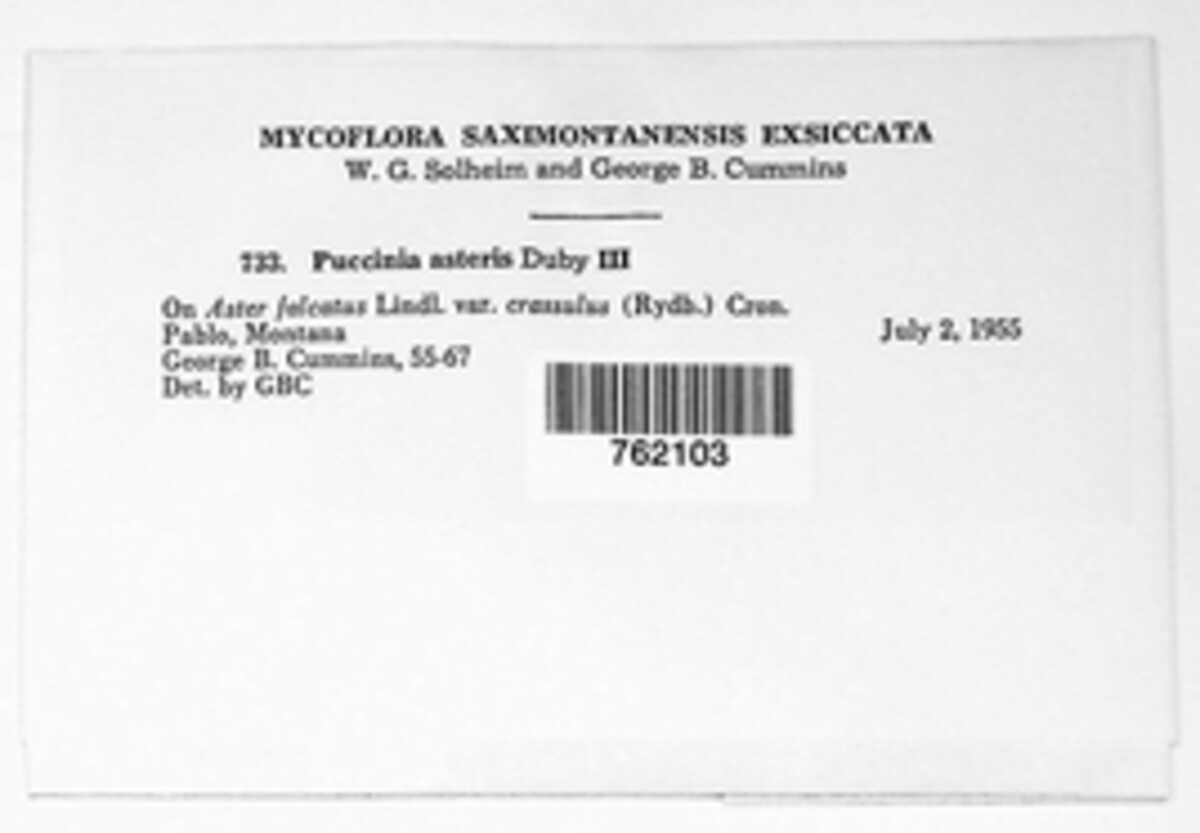 MYCOFLORA SAXIMONTANENSIS EXSICCATA
W. G. Solheim and George B. Cummins
733. Puccinia asteris Duby III
On Aster falcatus Lindl. var. crassulus (Rydb.) Cron.
Pablo, Montana
July 2, 1955
George B. Cummins, 55-67
Det. by GBC
762103